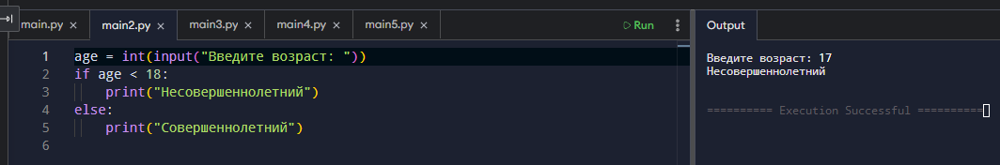 main.py × main2.py × main3.py × main4.py × main5.py × Run Output
1 age = int(input("Введите возраст: "))
2 if age < 18:
3 print("Несовершеннолетний")
4 else:
5 print("Совершеннолетний")
6
Введите возраст: 17
Несовершеннолетний
========== Execution Successful ==========